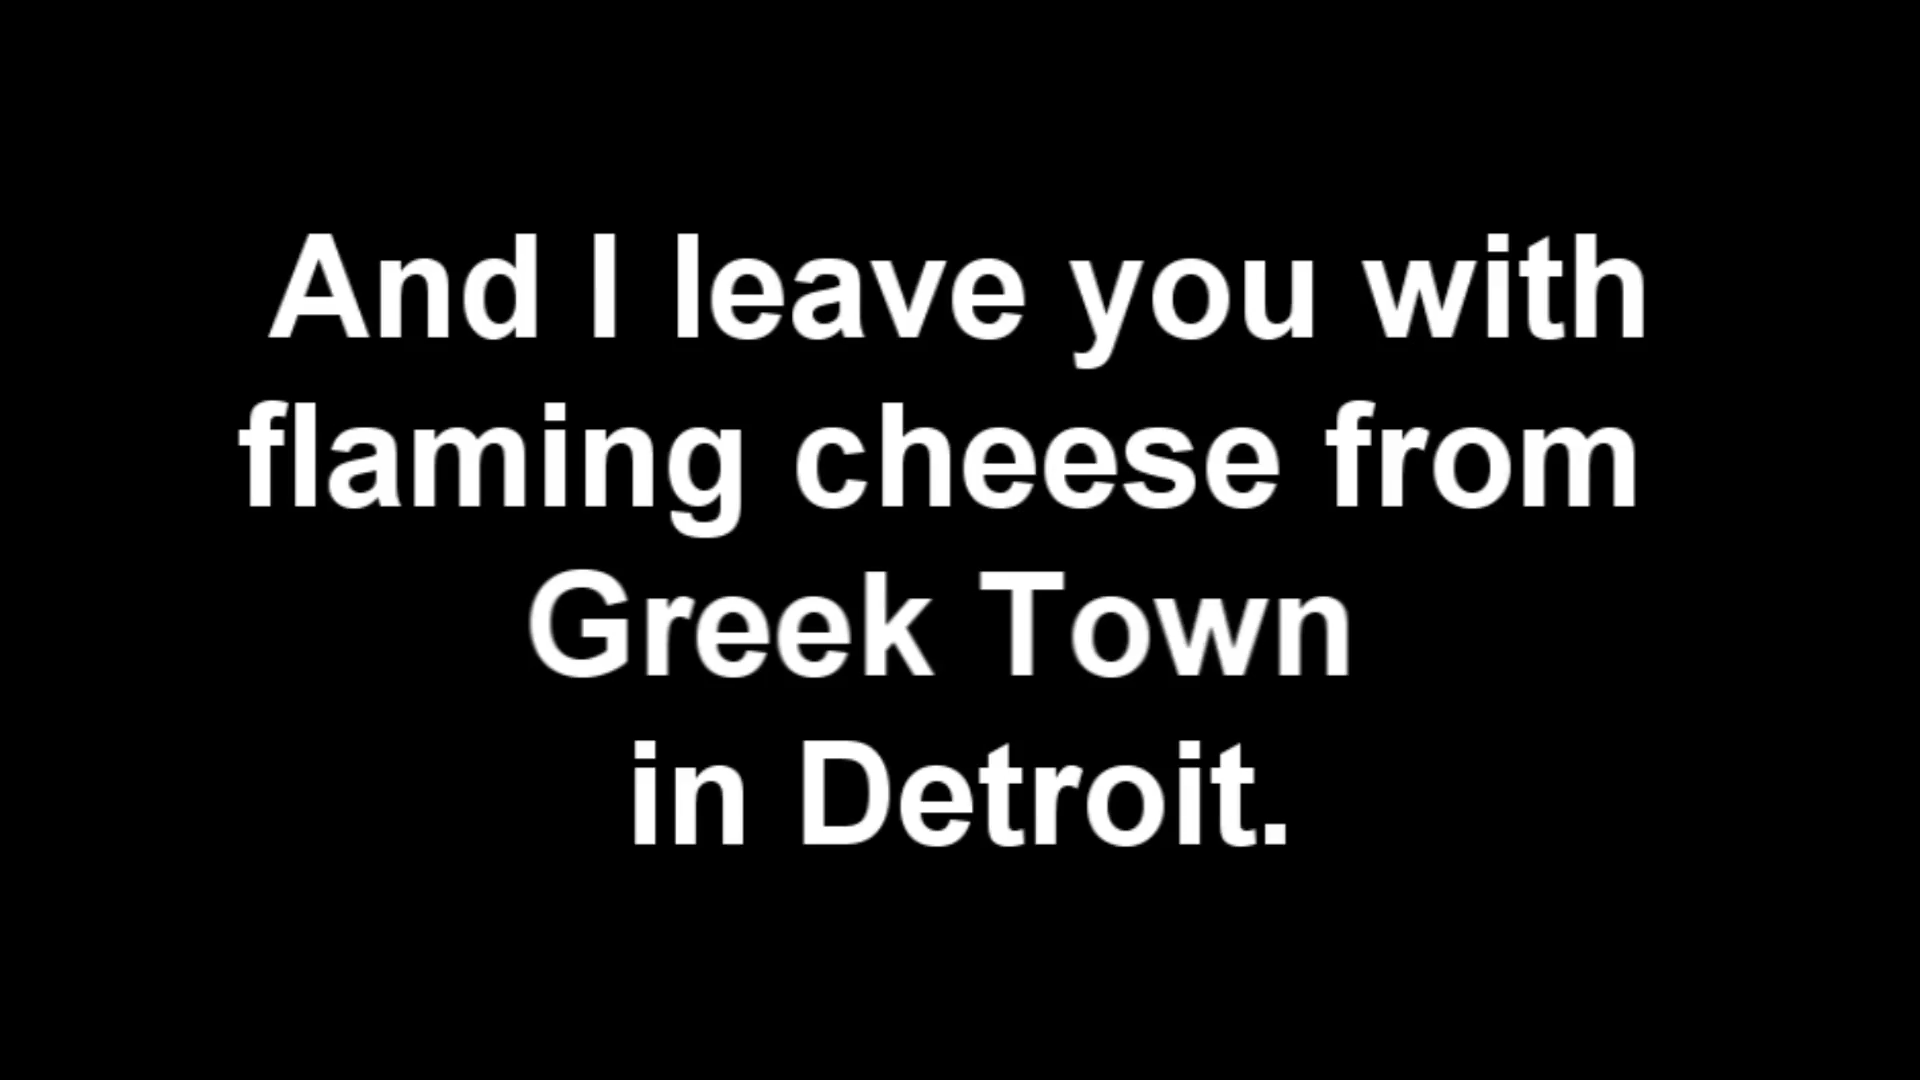 And I leave you with
flaming cheese from
Greek Town
in Detroit.